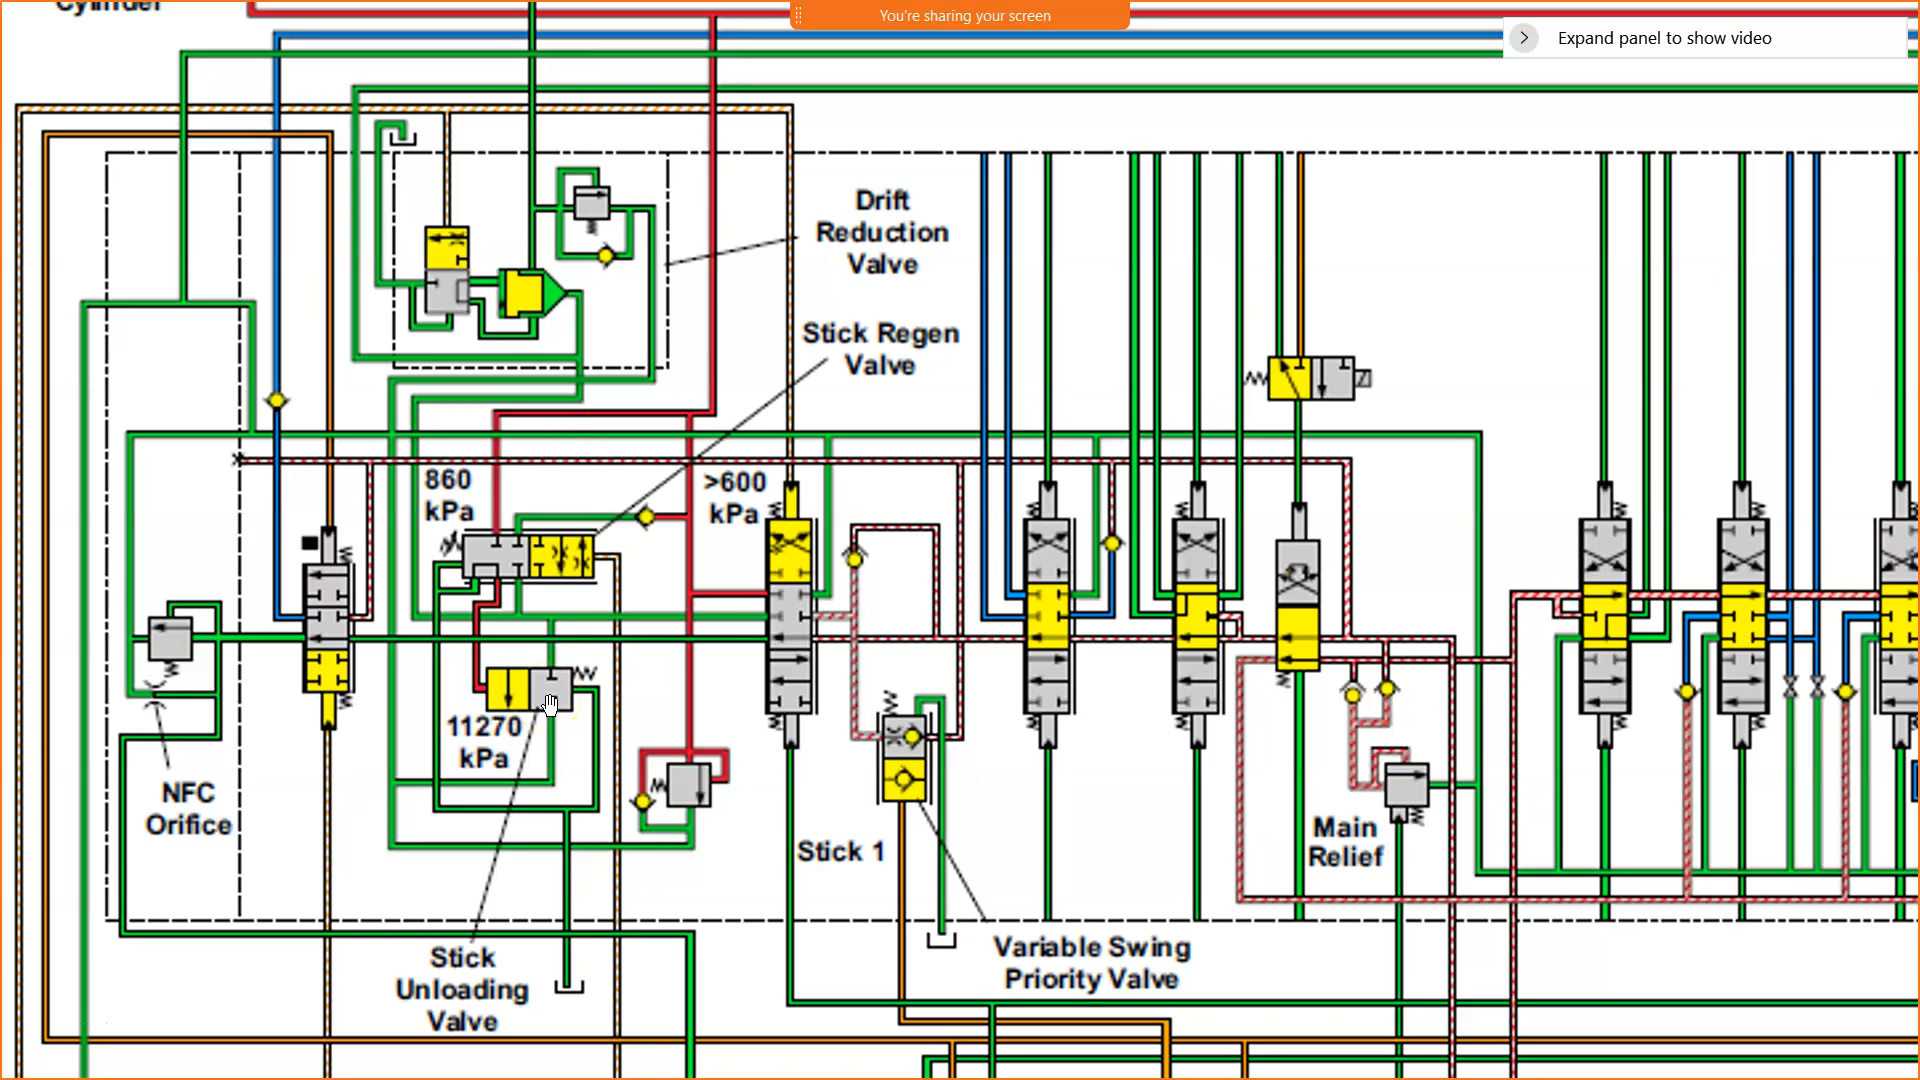 Cylinder
You're sharing your screen
Expand panel to show video
Drift
Reduction
Valve
Stick Regen
Valve
860
kPa
>600
kPa
11270
kPa
NFC
Orifice
Stick 1
Main
Relief
Stick
Unloading
Valve
Variable Swing
Priority Valve